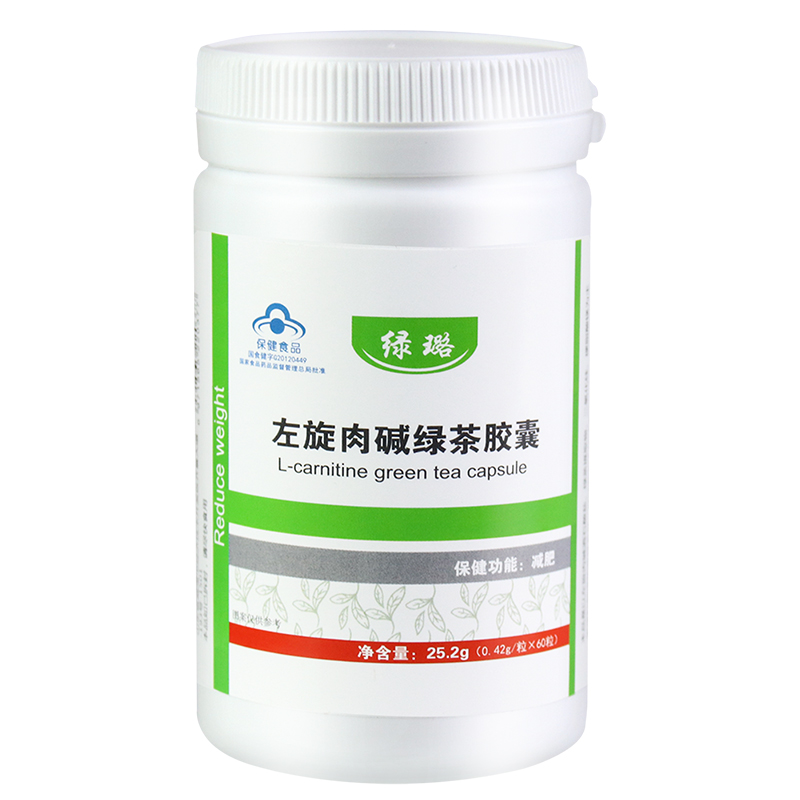 绿璐
保健食品
国食健字G20120449
国家食品药品监督管理总局批准
左旋肉碱绿茶胶囊
L-carnitine green tea capsule
Reduce weight
保健功能：减肥
图案仅供参考
净含量：25.2g（0.42g/粒×60粒）